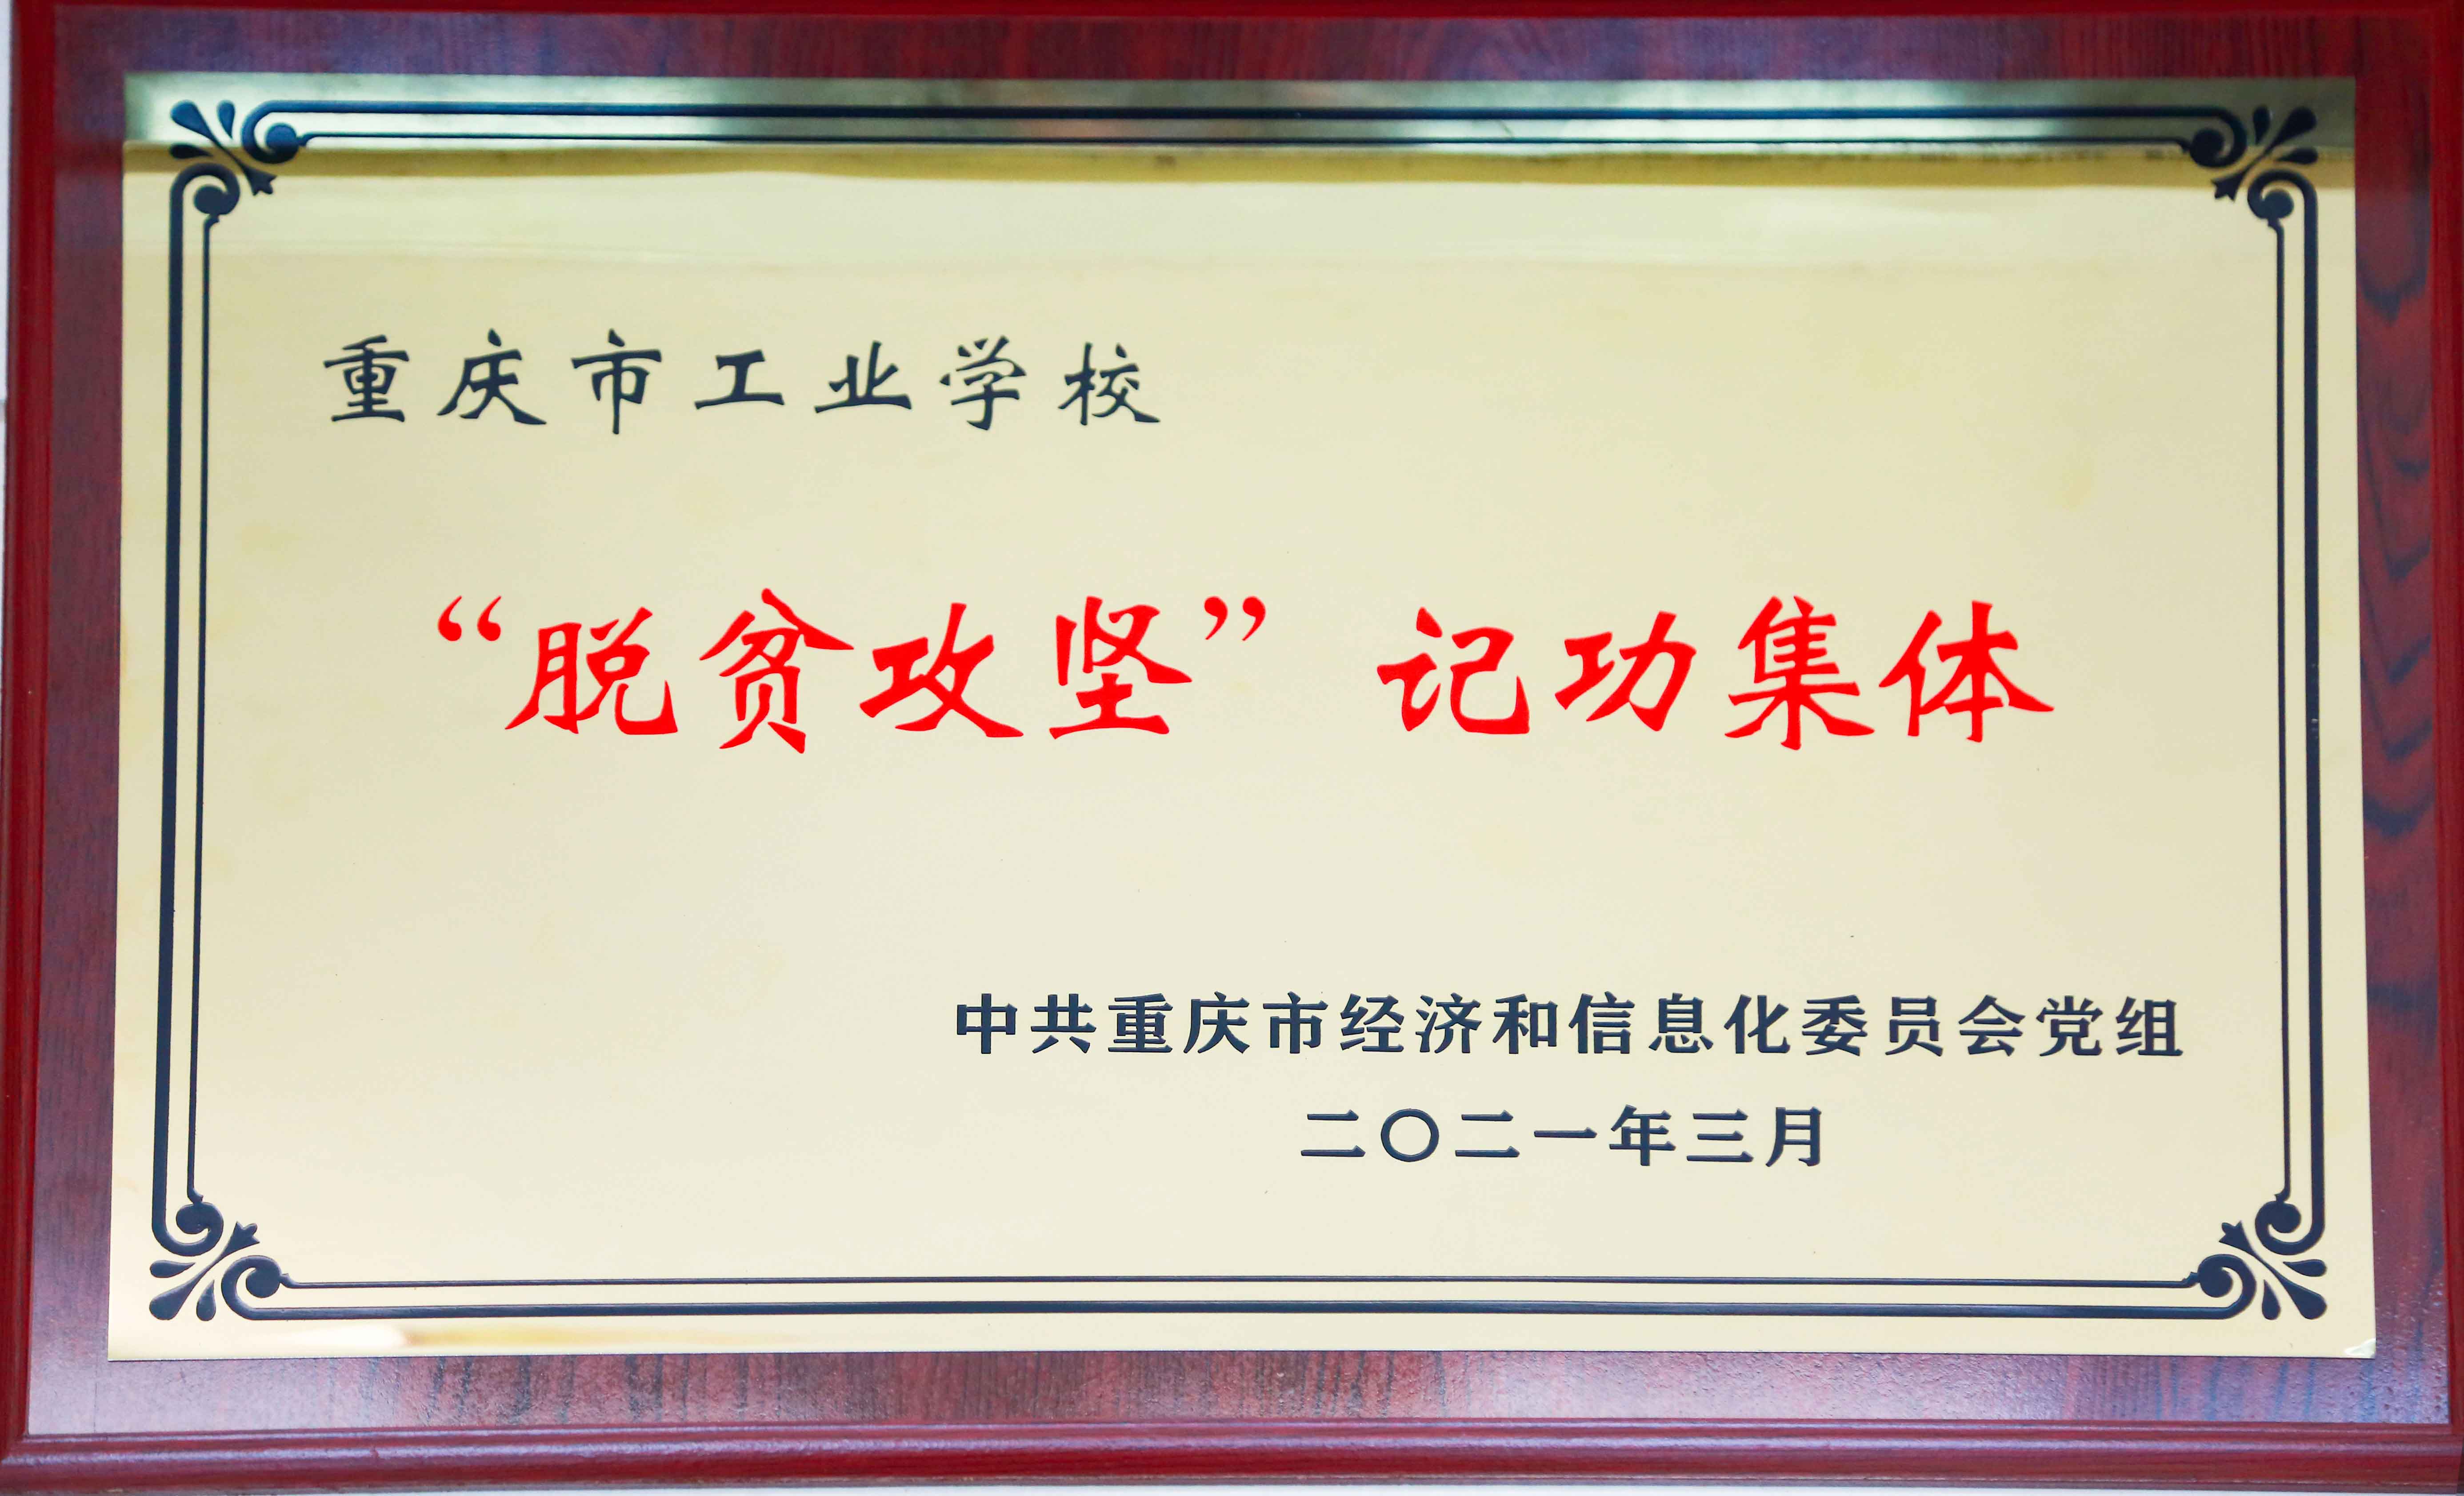 重庆市工业学校
“脱贫攻坚”记功集体
中共重庆市经济和信息化委员会党组
二〇二一年三月